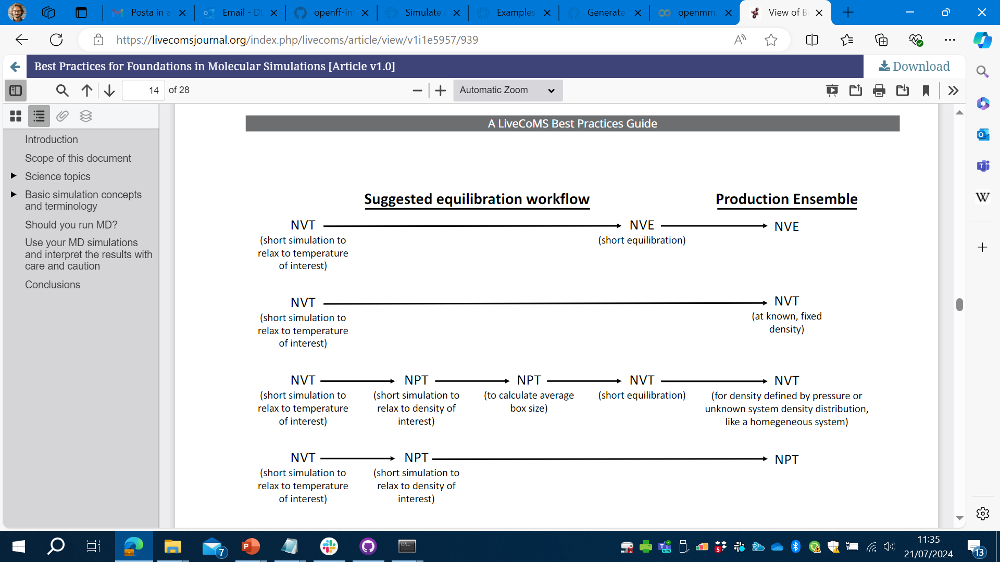 Posta in a
Email - D
openff-int
Simulate a
Examples
Generate
openmm.
View of Be
https://livecomsjournal.org/index.php/livecoms/article/view/v1i1e5957/939
Best Practices for Foundations in Molecular Simulations [Article v1.0]
Download
14 of 28
Automatic Zoom
Introduction
Scope of this document
Science topics
Basic simulation concepts
and terminology
Should you run MD?
Use your MD simulations
and interpret the results with
care and caution
Conclusions
A LiveCoMS Best Practices Guide
Suggested equilibration workflow
Production Ensemble
NVT
(short simulation to
relax to temperature
of interest)
NVE
(short equilibration)
NVE
NVT
(short simulation to
relax to temperature
of interest)
NVT
(at known, fixed
density)
NVT
(short simulation to
relax to temperature
of interest)
NPT
(short simulation to
relax to density of
interest)
NPT
(to calculate average
box size)
NVT
(short equilibration)
NVT
(for density defined by pressure or
unknown system density distribution,
like a homegeneous system)
NVT
(short simulation to
relax to temperature
of interest)
NPT
(short simulation to
relax to density of
interest)
NPT
W
7
5
11:35
21/07/2024
13